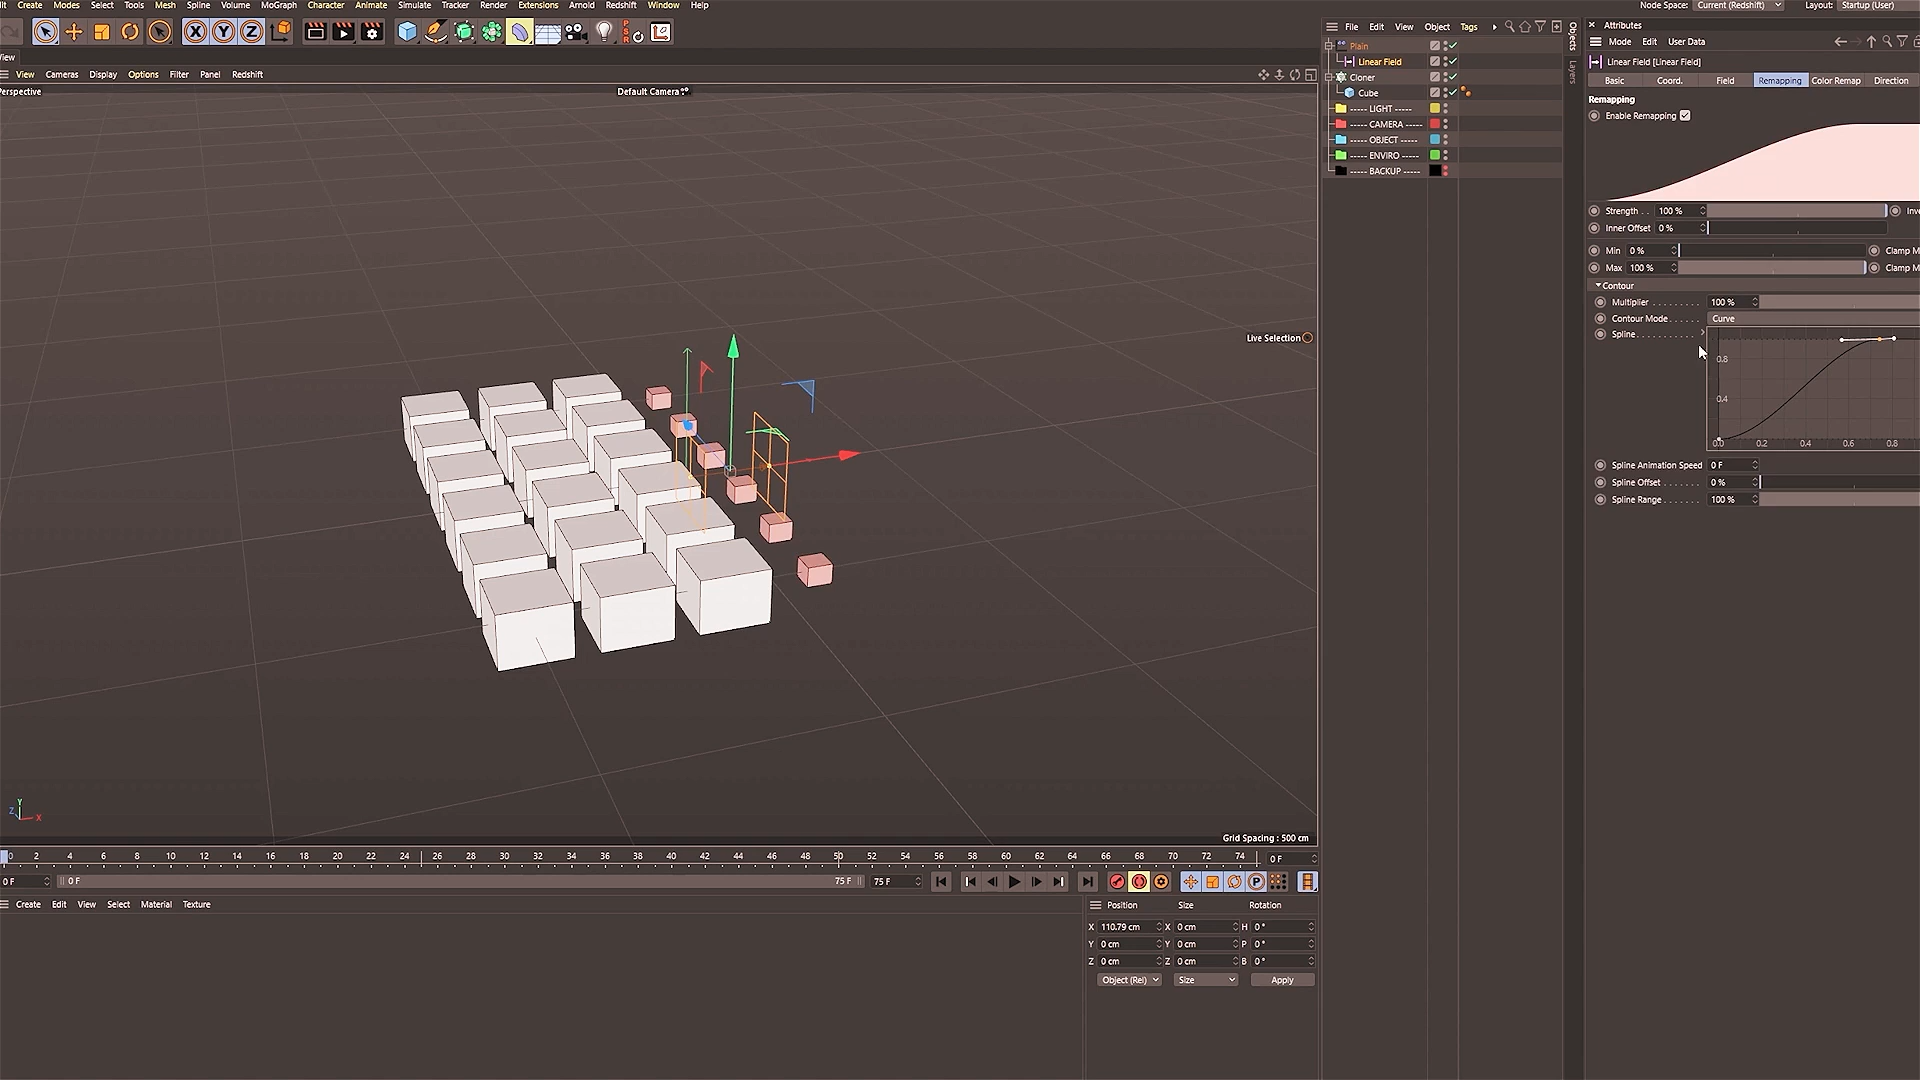 Create Modes Select Tools Mesh Spline Volume MoGraph Character Animate Simulate Tracker Render Extensions Arnold Redshift Window Help
Node Space: Current (Redshift) Layout: Startup (User)
View Cameras Display Options Filter Panel Redshift
Perspective
Default Camera
Live Selection
Grid Spacing : 500 cm
Y
Z
X
File Edit View Object Tags
Plain
Linear Field
Cloner
Cube
----- LIGHT -----
----- CAMERA -----
----- OBJECT -----
----- ENVIRO -----
----- BACKUP -----
Objects
Layers
Attributes
Mode Edit User Data
Linear Field [Linear Field]
Basic Coord. Field Remapping Color Remap Direction
Remapping
Enable Remapping
Strength . . 100 %
Inner Offset 0 %
Min 0 % Clamp M
Max 100 % Clamp M
Contour
Multiplier . . . . . . . . . 100 %
Contour Mode . . . . . . Curve
Spline . . . . . . . . . . . .
0.8
0.4
0.0 0.2 0.4 0.6 0.8
Spline Animation Speed 0 F
Spline Offset . . . . . . . 0 %
Spline Range . . . . . . . 100 %
0 2 4 6 8 10 12 14 16 18 20 22 24 26 28 30 32 34 36 38 40 42 44 46 48 50 52 54 56 58 60 62 64 66 68 70 72 74 0 F
0 F 0 F 75 F 75 F
Create Edit View Select Material Texture
Position Size Rotation
X 110.79 cm X 0 cm H 0 °
Y 0 cm Y 0 cm P 0 °
Z 0 cm Z 0 cm B 0 °
Object (Rel) Size Apply